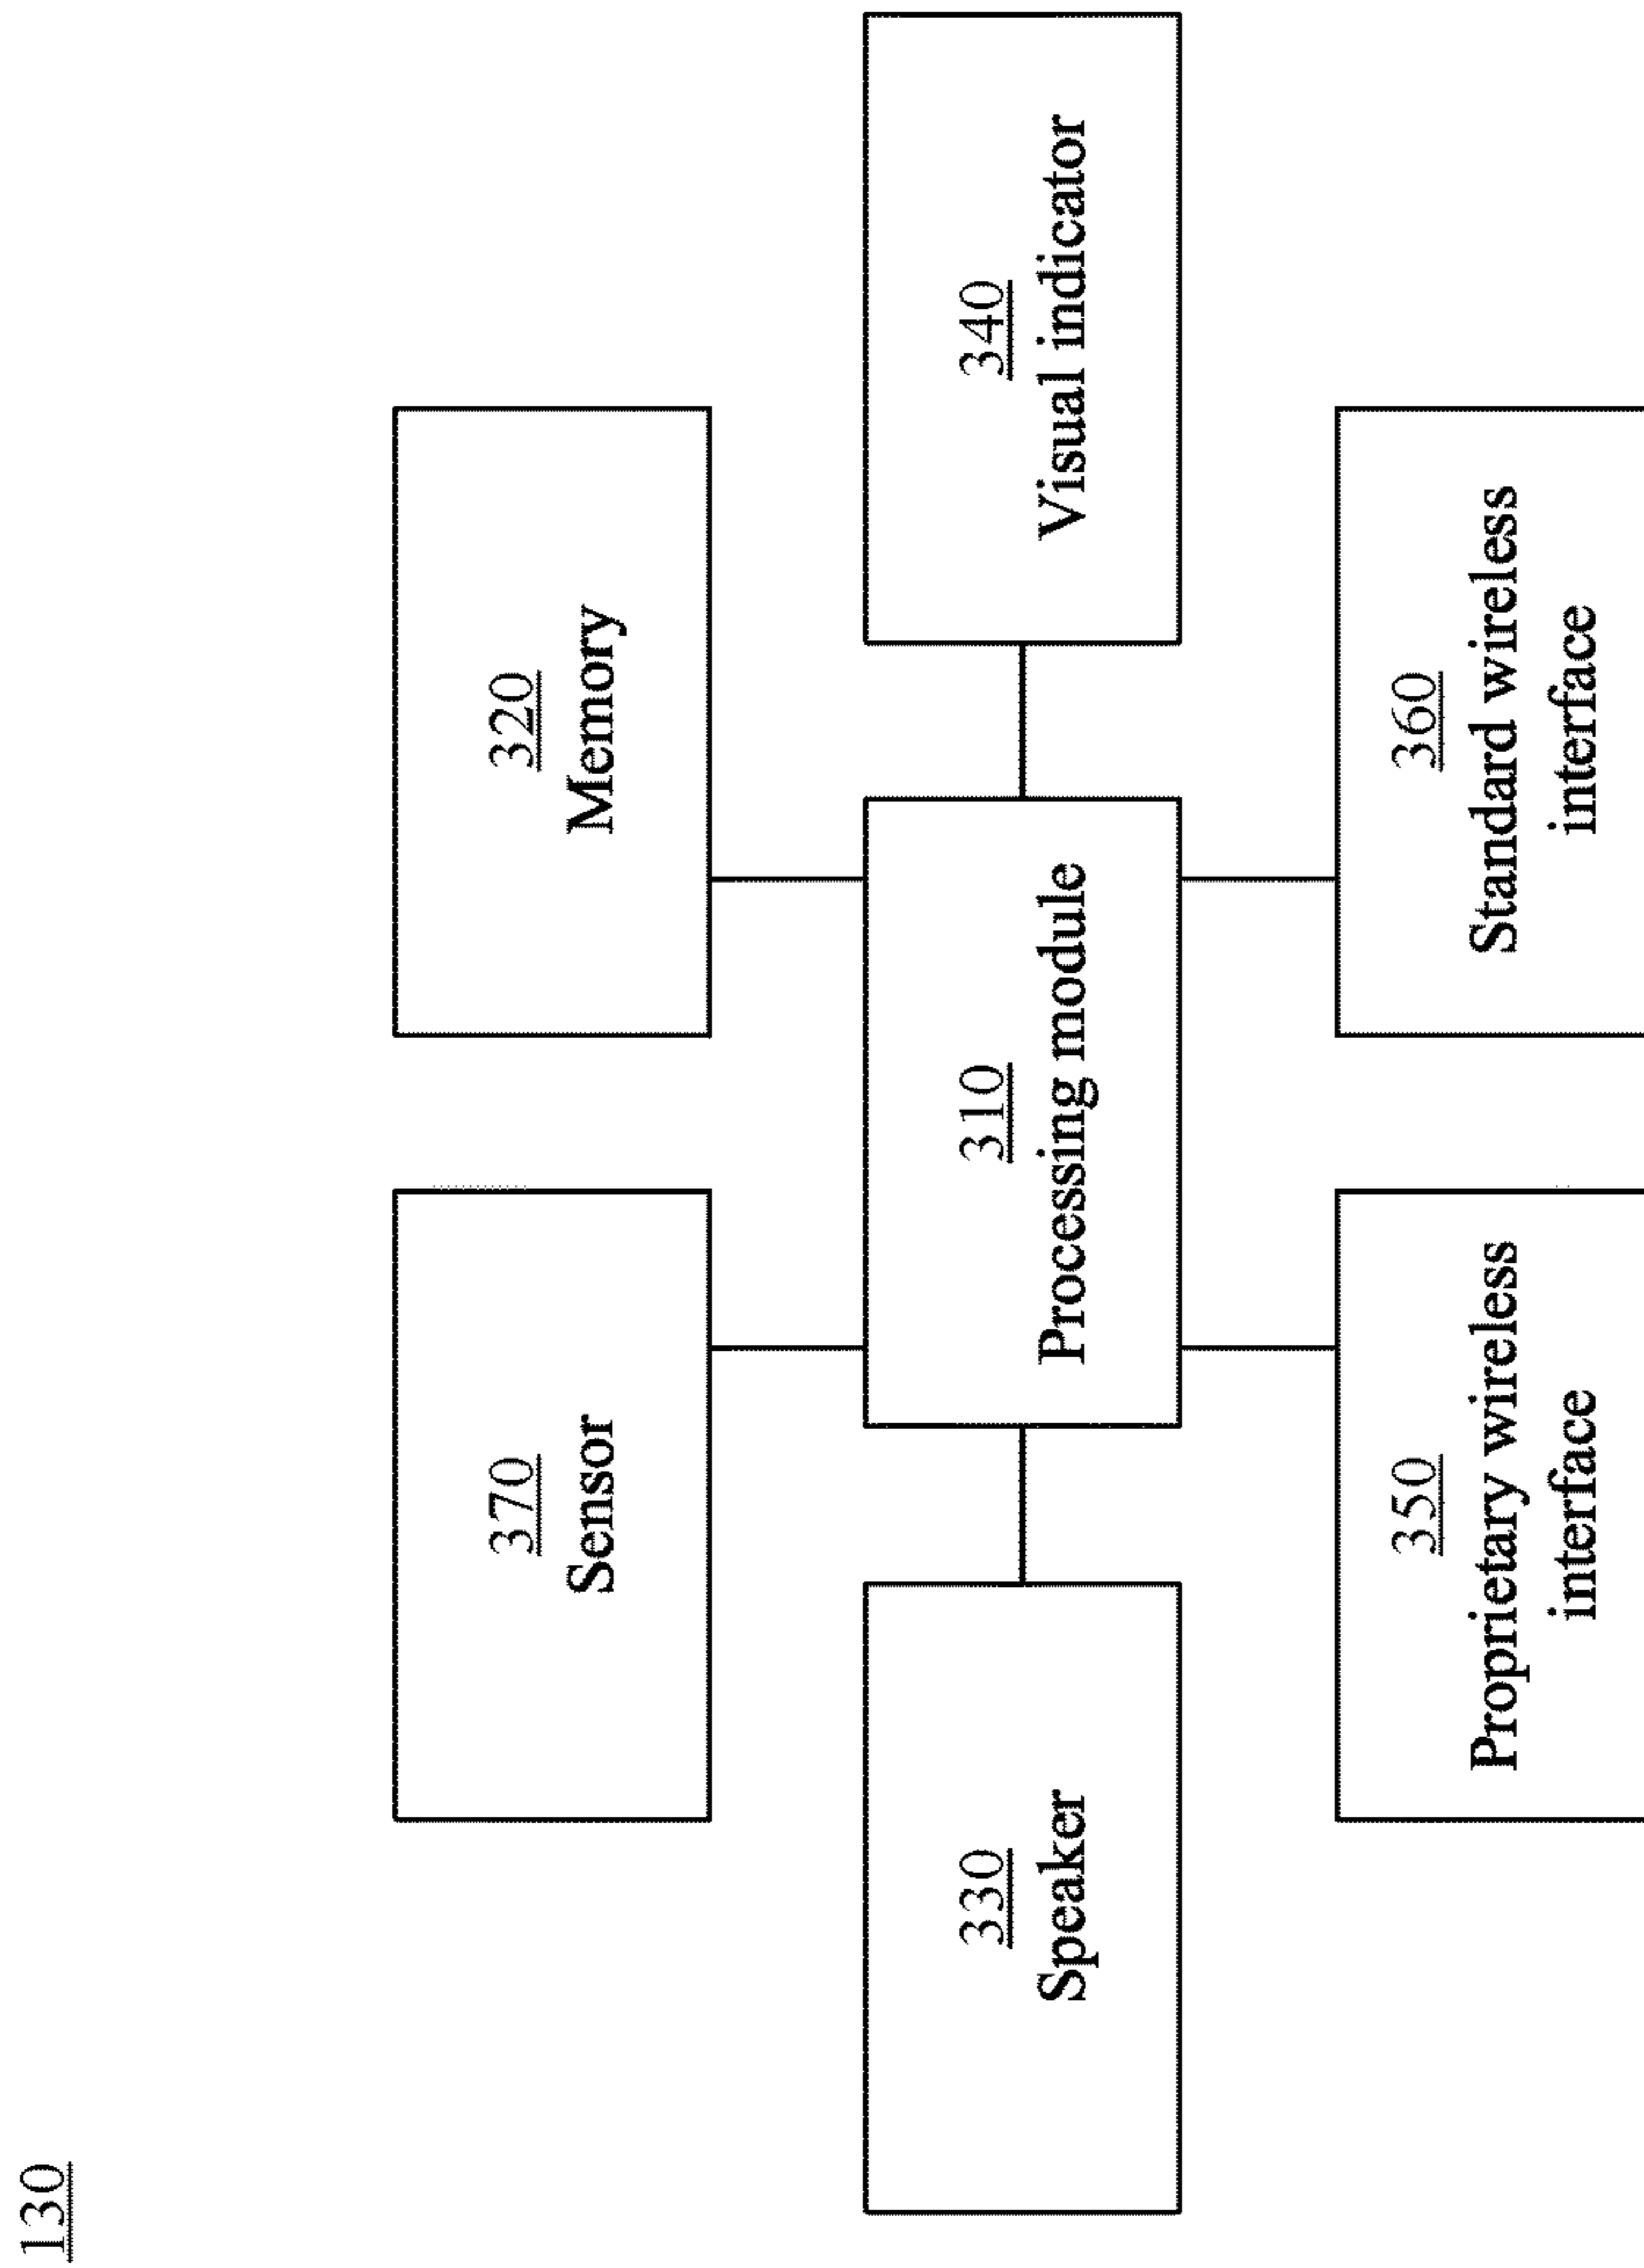 130
370
Sensor
320
Memory
330
Speaker
310
Processing module
340
Visual indicator
350
Proprietary wireless
interface
360
Standard wireless
interface